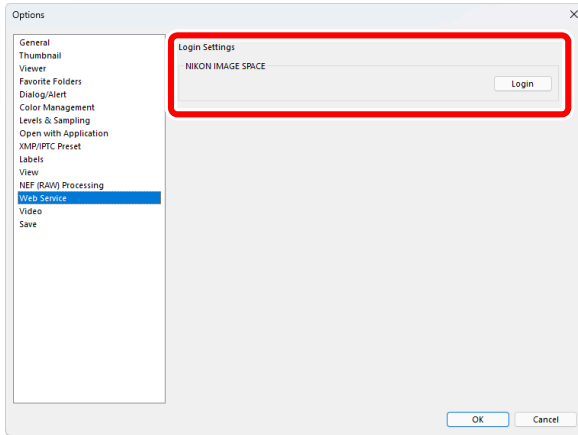 Options
General
Thumbnail
Viewer
Favorite Folders
Dialog/Alert
Color Management
Levels & Sampling
Open with Application
XMP/IPTC Preset
Labels
View
NEF (RAW) Processing
Web Service
Video
Save
Login Settings
NIKON IMAGE SPACE
Login
OK
Cancel